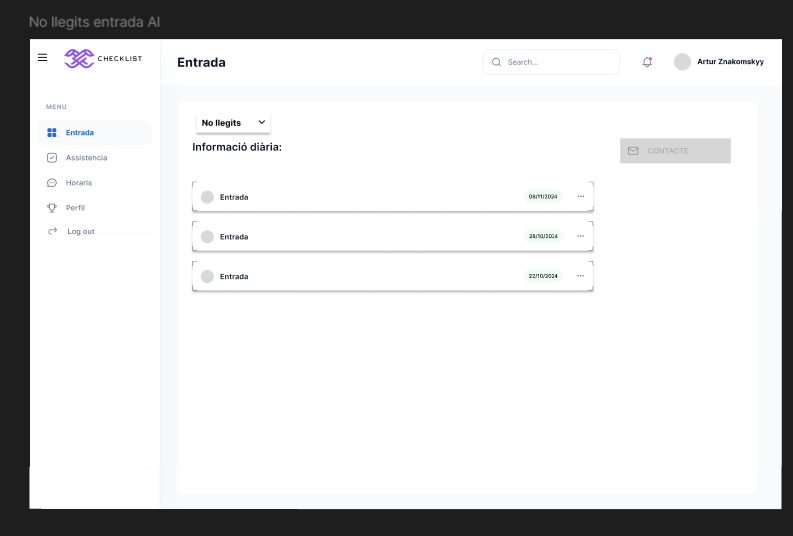 No llegits entrada AI
CHECKLIST
Entrada
Search...
Artur Znakomskyy
MENU
Entrada
Assistencia
Horaris
Perfil
Log out
No llegits
Informació diària:
CONTACTE
Entrada
06/11/2024
Entrada
28/10/2024
Entrada
22/10/2024